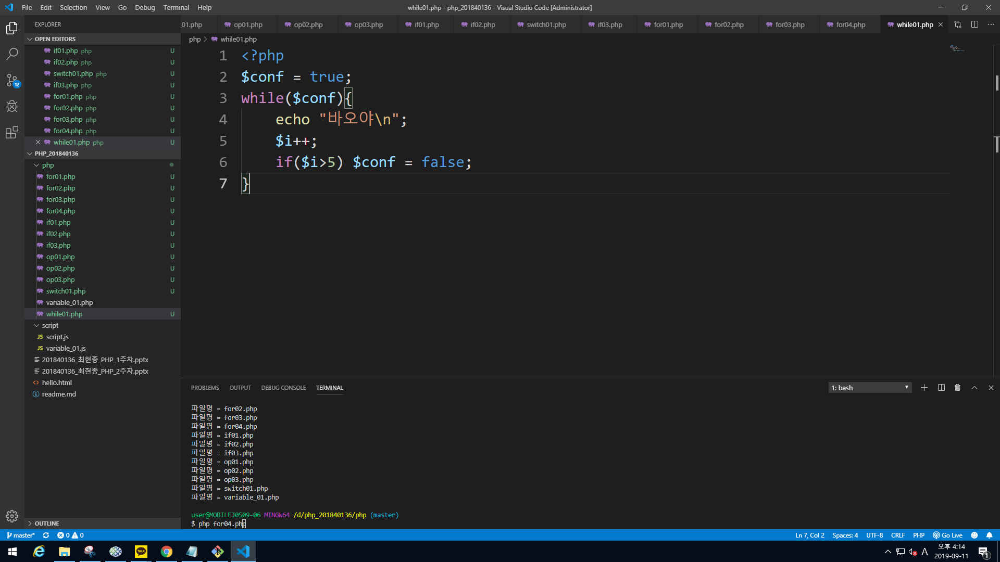 File Edit Selection View Go Debug Terminal Help
while01.php - php_201840136 - Visual Studio Code [Administrator]
EXPLORER
_01.php op01.php op02.php op03.php if01.php if02.php switch01.php if03.php for01.php for02.php for03.php for04.php while01.php
OPEN EDITORS
if01.php php U
if02.php php U
switch01.php php U
if03.php php U
for01.php php U
for02.php php U
for03.php php U
for04.php php U
while01.php php U
PHP_201840136
php
for01.php U
for02.php U
for03.php U
for04.php U
if01.php U
if02.php U
if03.php U
op01.php U
op02.php U
op03.php U
switch01.php U
variable_01.php
while01.php U
script
JS script.js
JS variable_01.js
201840136_최현종_PHP_1주차.pptx
201840136_최현종_PHP_2주차.pptx
hello.html
readme.md
OUTLINE
12
php > while01.php
1 <?php
2 $conf = true;
3 while($conf){
4 echo "바오야\n";
5 $i++;
6 if($i>5) $conf = false;
7 }
PROBLEMS OUTPUT DEBUG CONSOLE TERMINAL
1: bash
파일명 = for02.php
파일명 = for03.php
파일명 = for04.php
파일명 = if01.php
파일명 = if02.php
파일명 = if03.php
파일명 = op01.php
파일명 = op02.php
파일명 = op03.php
파일명 = switch01.php
파일명 = variable_01.php
user@MOBILEJ0509-06 MINGW64 /d/php_201840136/php (master)
$ php for04.php
master* 0 0
Ln 7, Col 2 Spaces: 4 UTF-8 CRLF PHP Go Live
TALK
A
오후 4:14
2019-09-11
1